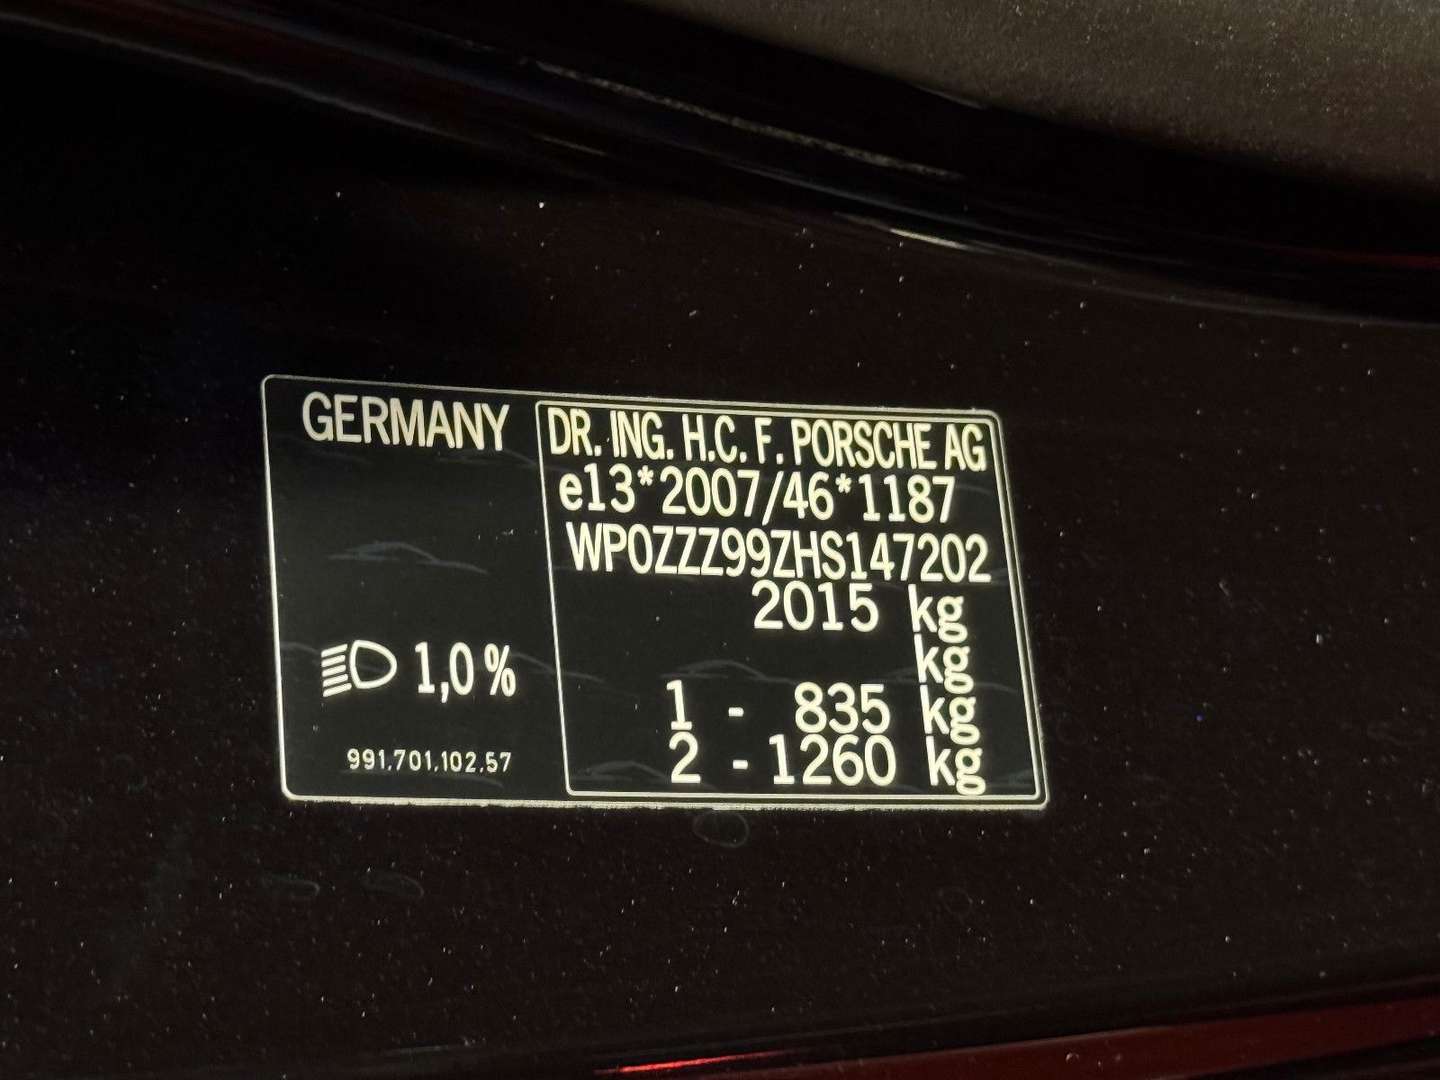 GERMANY
DR. ING. H.C. F. PORSCHE AG
e13*2007/46*1187
WP0ZZZ99ZHS147202
2015 kg
kg
1 - 835 kg
2 - 1260 kg
1,0%
991.701.102.57